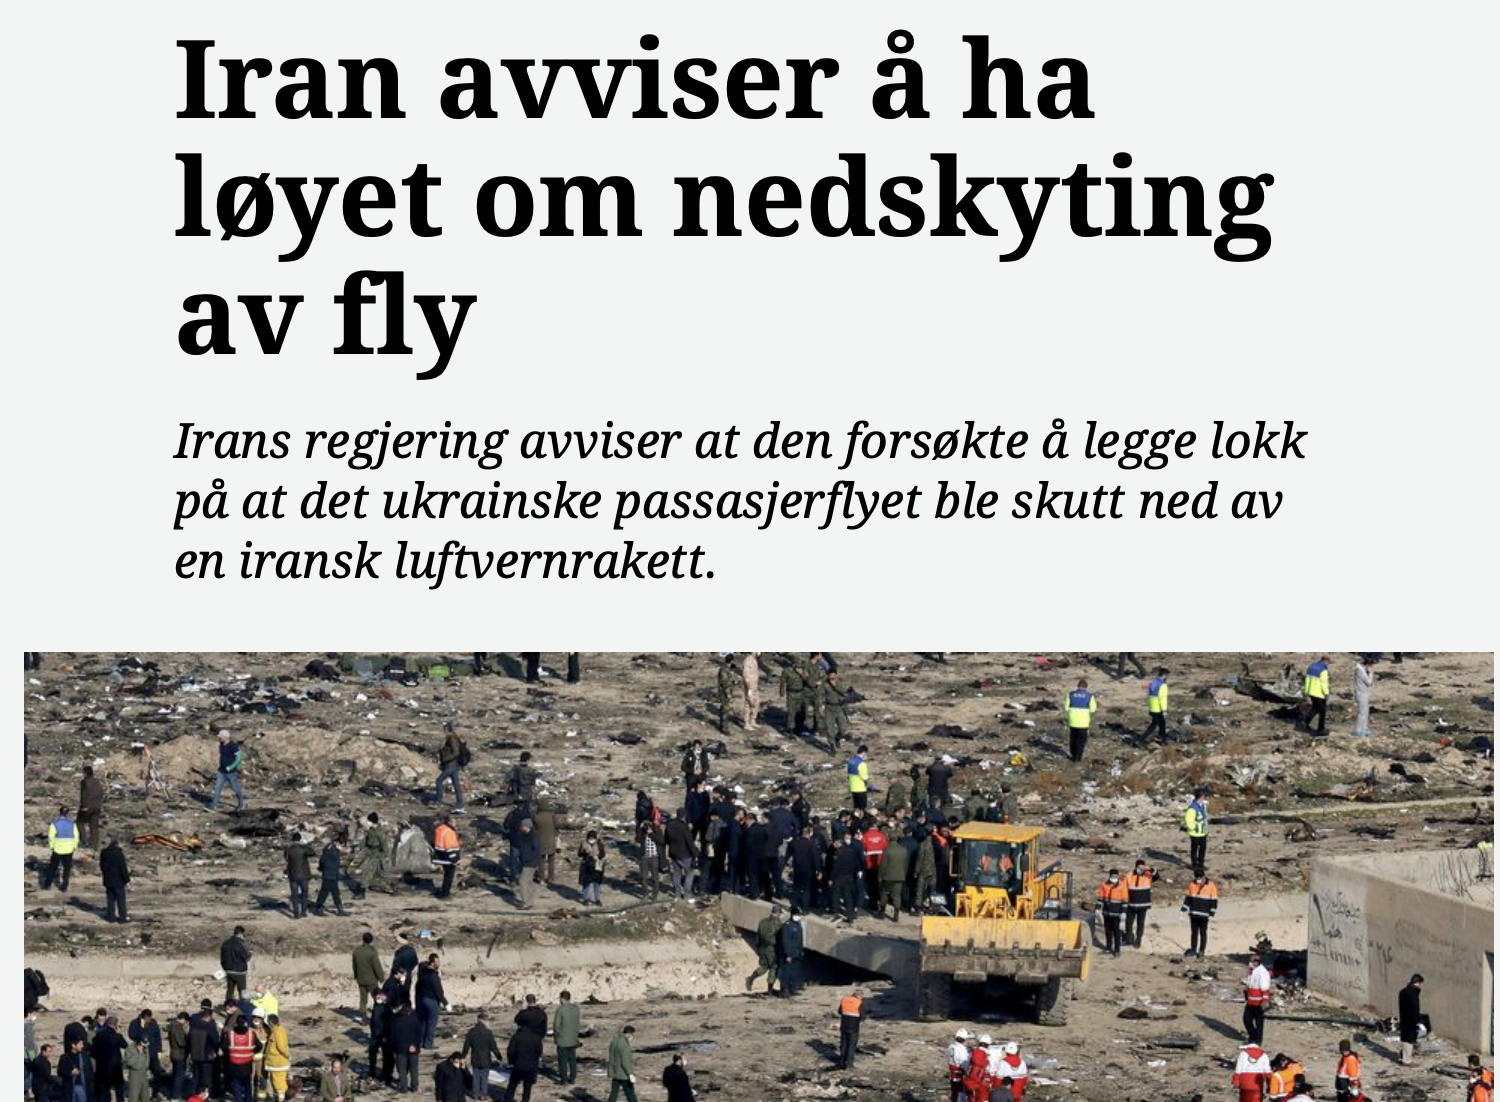 Iran avviser å ha
løyet om nedskyting
av fly
Irans regjering avviser at den forsøkte å legge lokk
på at det ukrainske passasjerflyet ble skutt ned av
en iransk luftvernrakett.